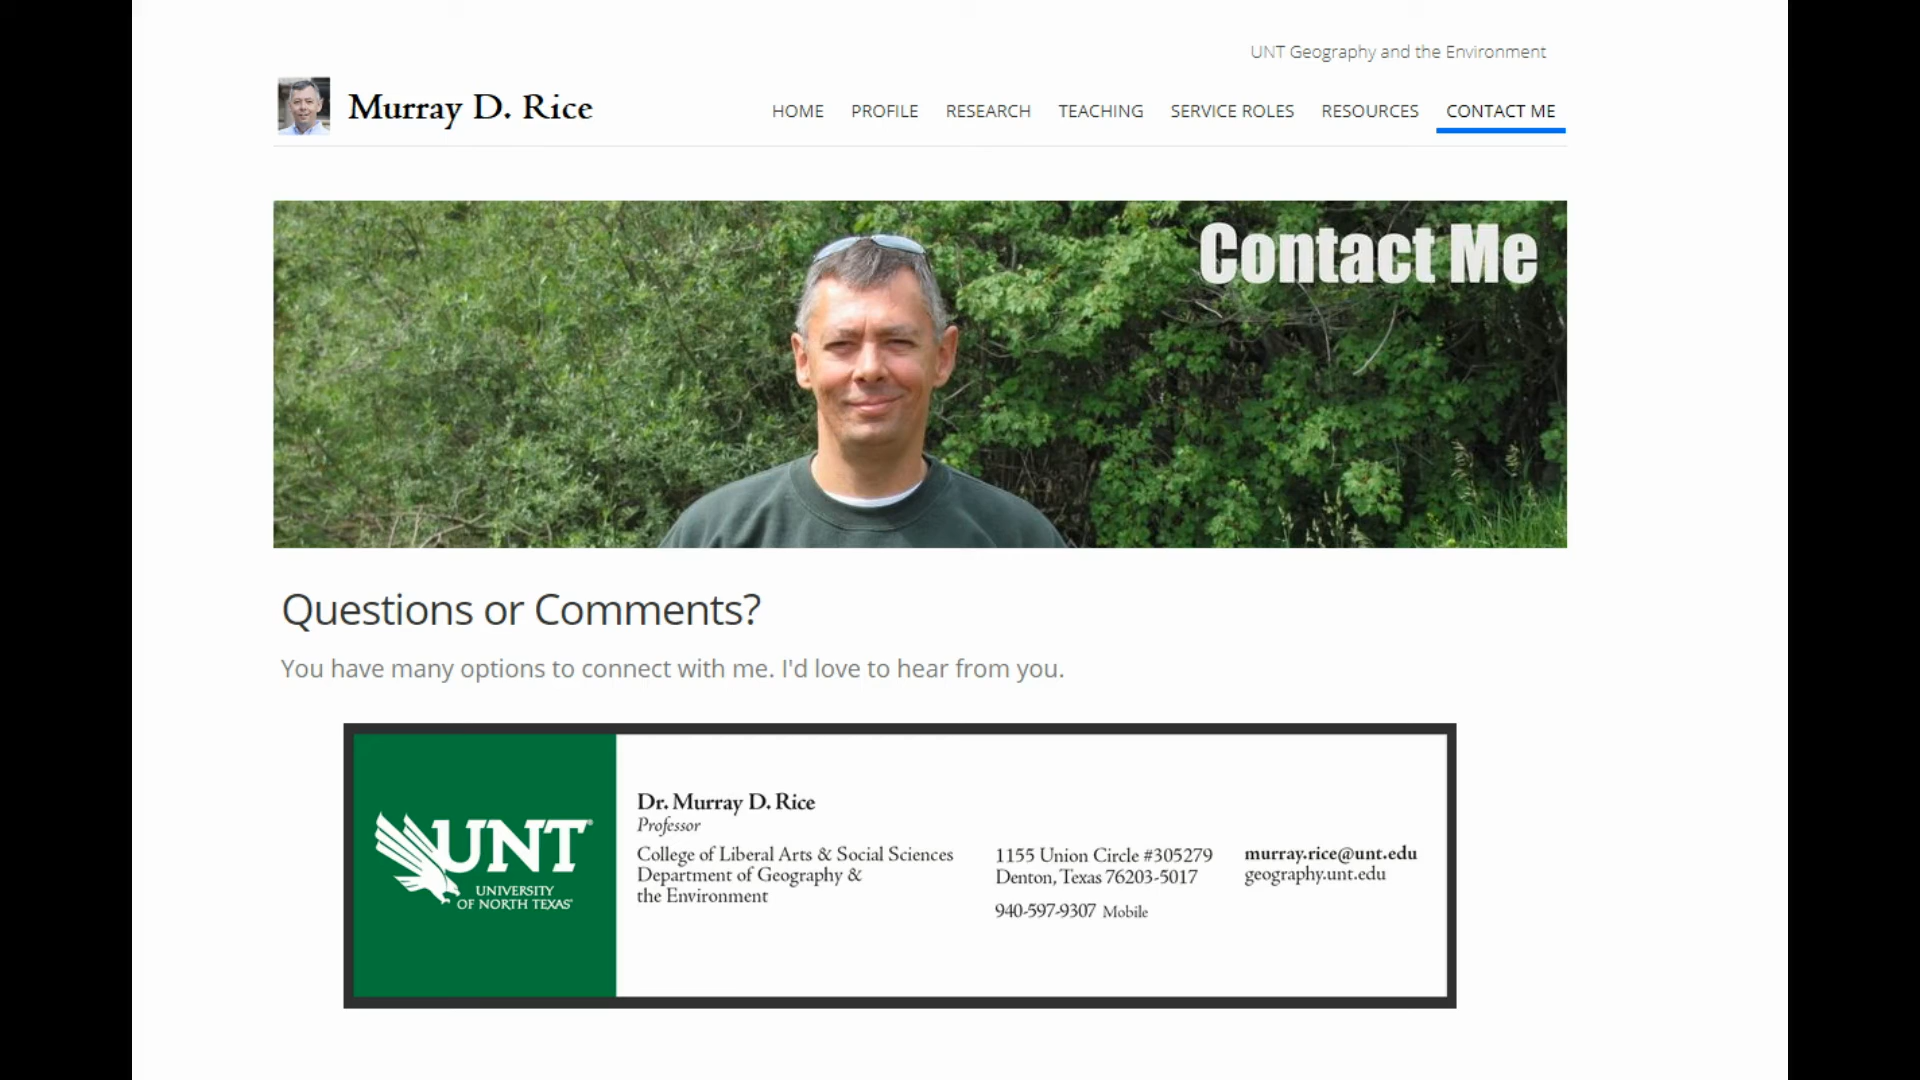 UNT Geography and the Environment
Murray D. Rice
HOME PROFILE RESEARCH TEACHING SERVICE ROLES RESOURCES CONTACT ME
Contact Me
Questions or Comments?
You have many options to connect with me. I'd love to hear from you.
UNT®
UNIVERSITY
OF NORTH TEXAS®
Dr. Murray D. Rice
Professor
College of Liberal Arts & Social Sciences
Department of Geography &
the Environment
1155 Union Circle #305279
Denton, Texas 76203-5017
940-597-9307 Mobile
murray.rice@unt.edu
geography.unt.edu